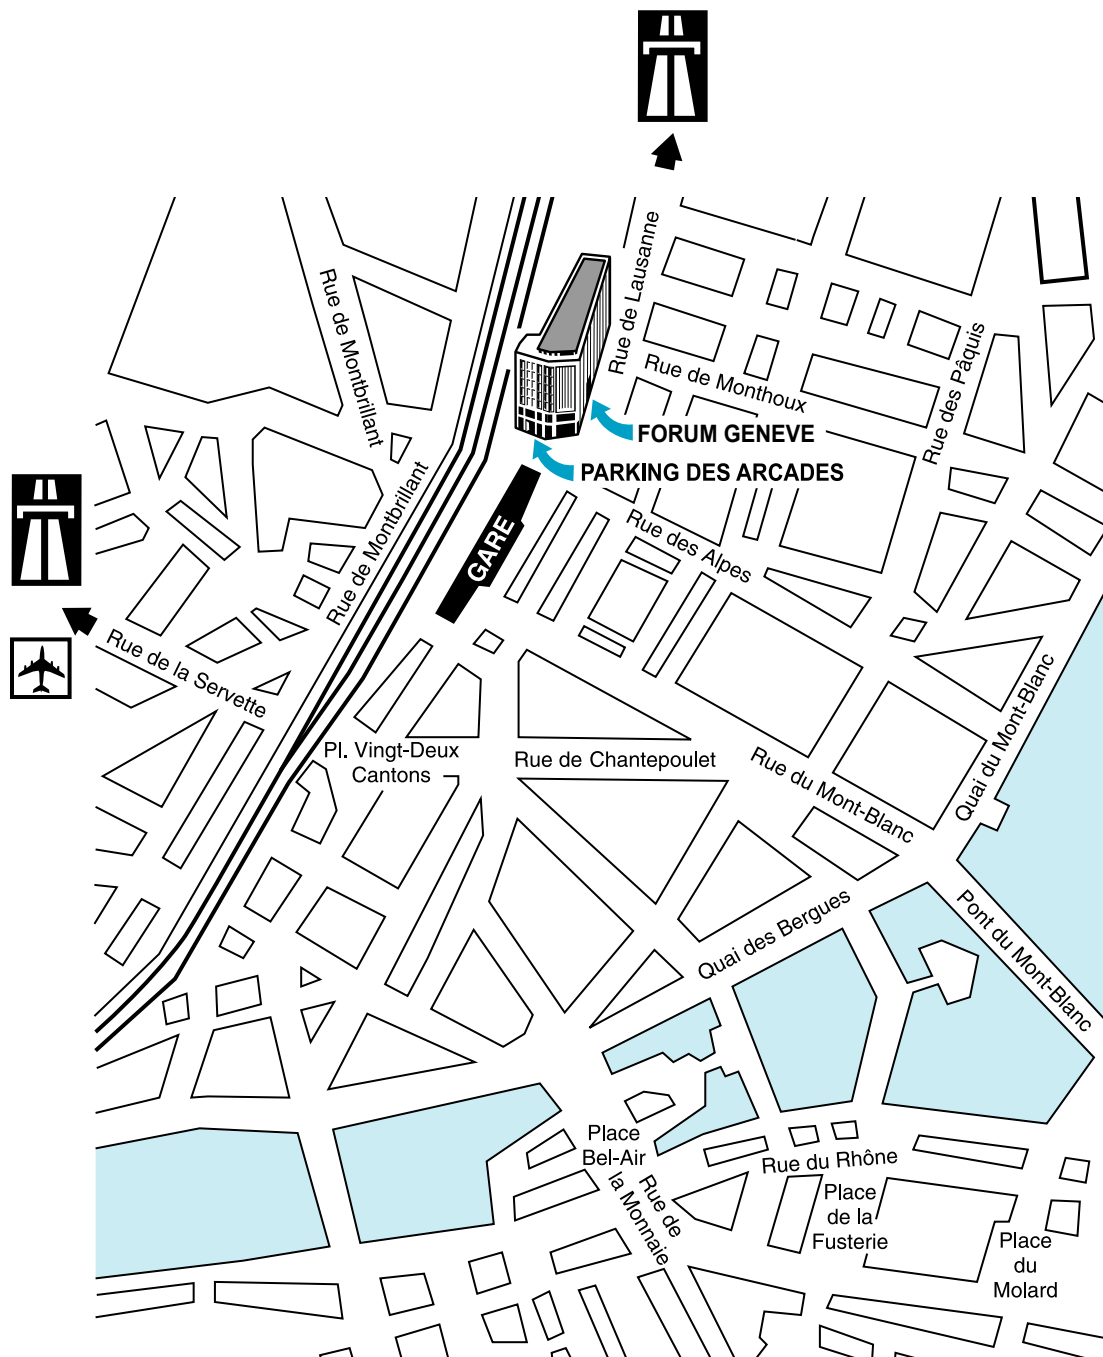 Rue de Lausanne
Rue de Montbrillant
Rue des Pâquis
Rue de Monthoux
FORUM GENEVE
PARKING DES ARCADES
Rue de Montbrillant
GARE
Rue des Alpes
Rue de la Servette
Quai du Mont-Blanc
Pl. Vingt-Deux
Cantons
Rue de Chantepoulet
Rue du Mont-Blanc
Quai des Bergues
Pont du Mont-Blanc
Place
Bel-Air
Rue du Rhône
Rue de
la Monnaie
Place
de la
Fusterie
Place
du
Molard